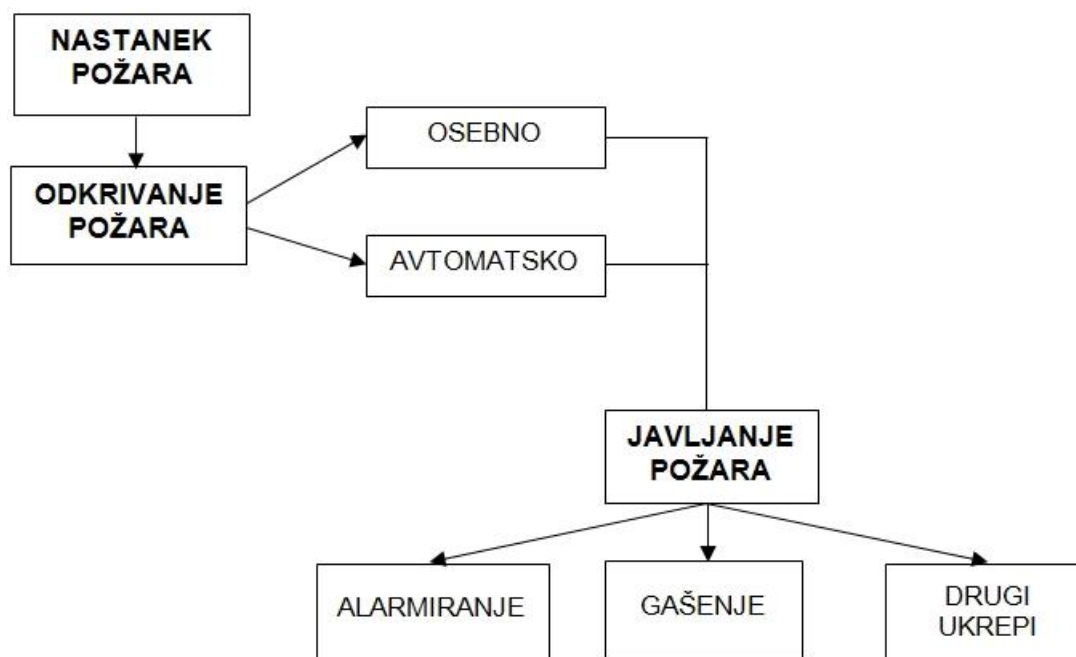 NASTANEK
POŽARA
OSEBNO
ODKRIVANJE
POŽARA
AVTOMATSKO
JAVLJANJE
POŽARA
ALARMIRANJE
GAŠENJE
DRUGI
UKREPI